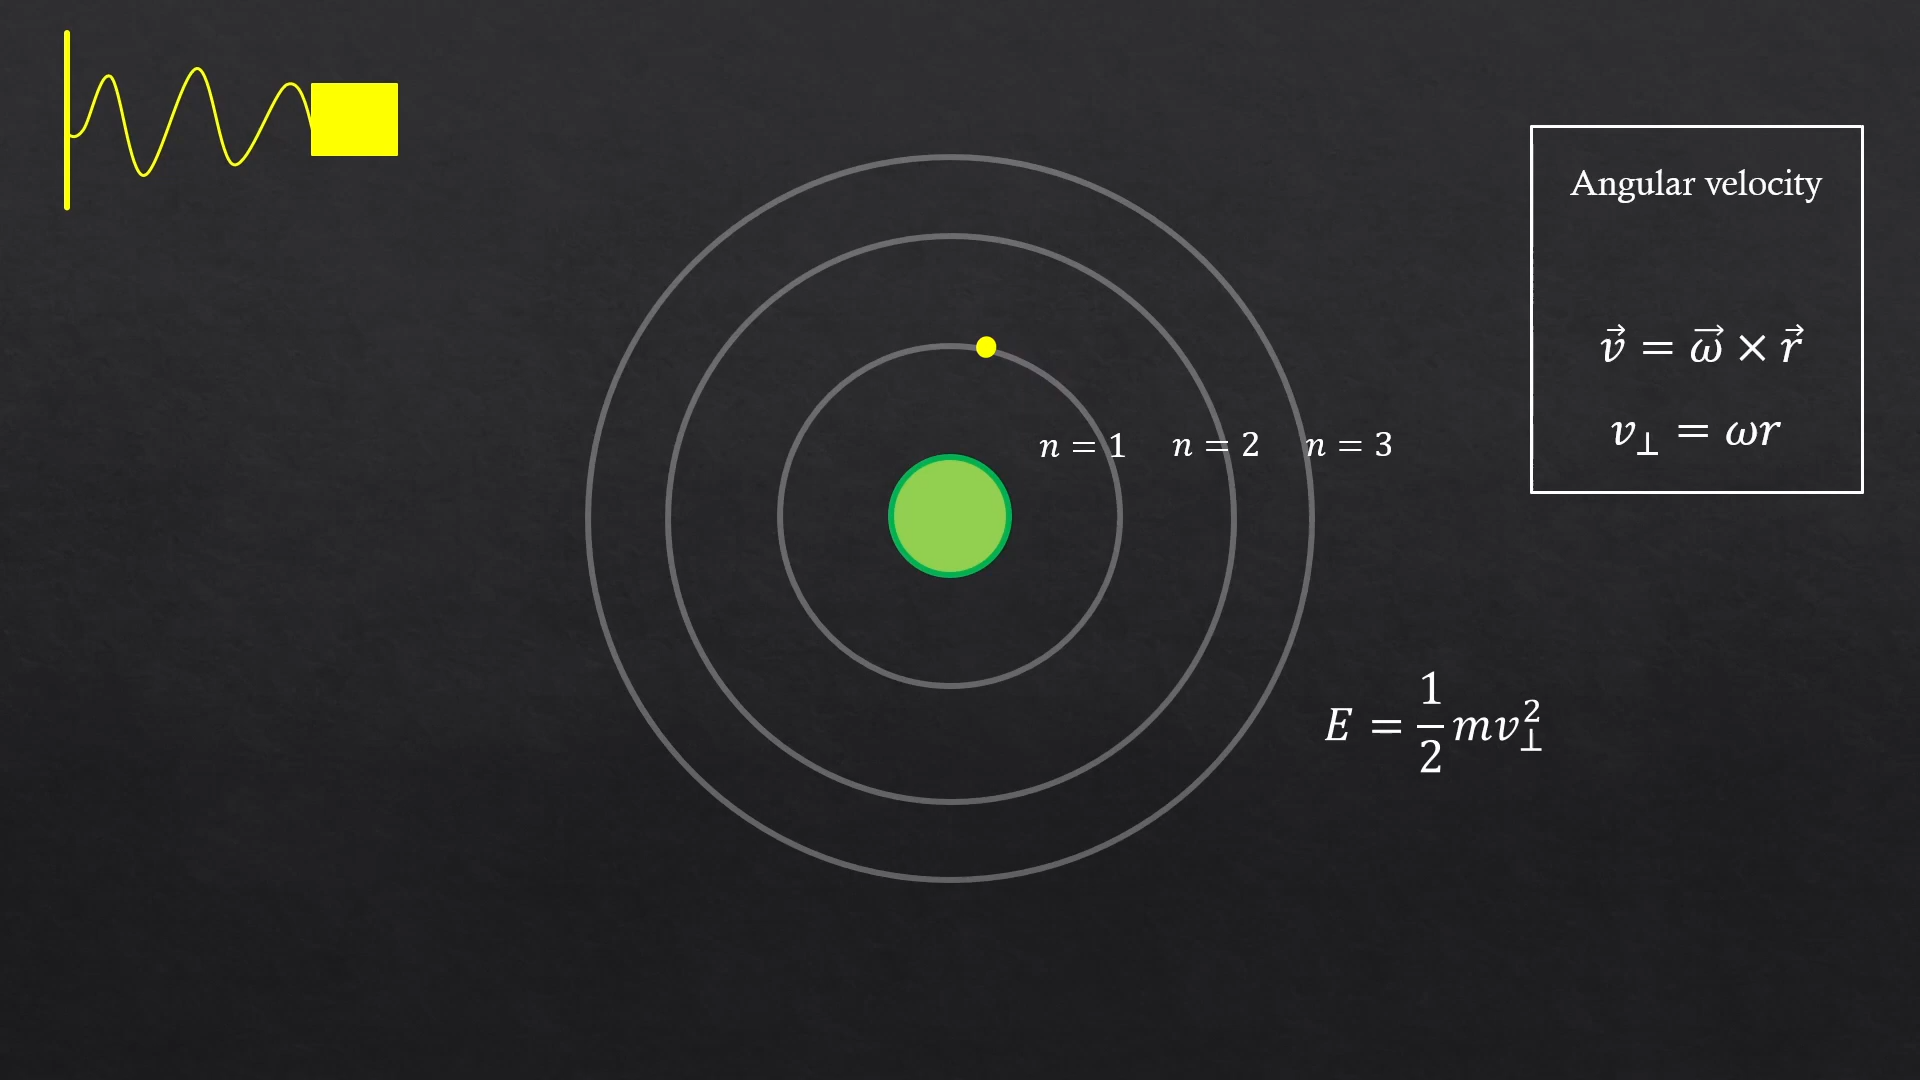 Angular velocity
v⃗ = ω⃗ × r⃗
v⊥ = ωr
n = 1 n = 2 n = 3
E = 1/2 mv⊥²